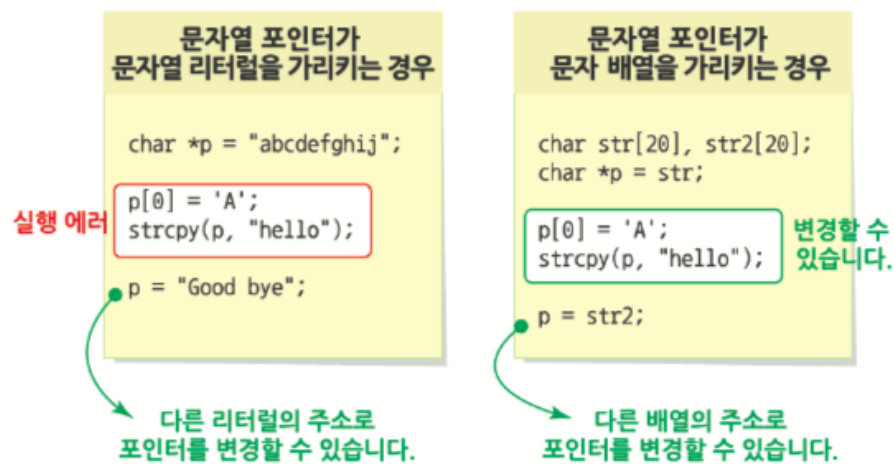 문자열 포인터가
문자열 리터럴을 가리키는 경우
char *p = "abcdefghij";
실행 에러
p[0] = 'A';
strcpy(p, "hello");
p = "Good bye";
다른 리터럴의 주소로
포인터를 변경할 수 있습니다.
문자열 포인터가
문자 배열을 가리키는 경우
char str[20], str2[20];
char *p = str;
p[0] = 'A';
strcpy(p, "hello");
변경할 수
있습니다.
p = str2;
다른 배열의 주소로
포인터를 변경할 수 있습니다.